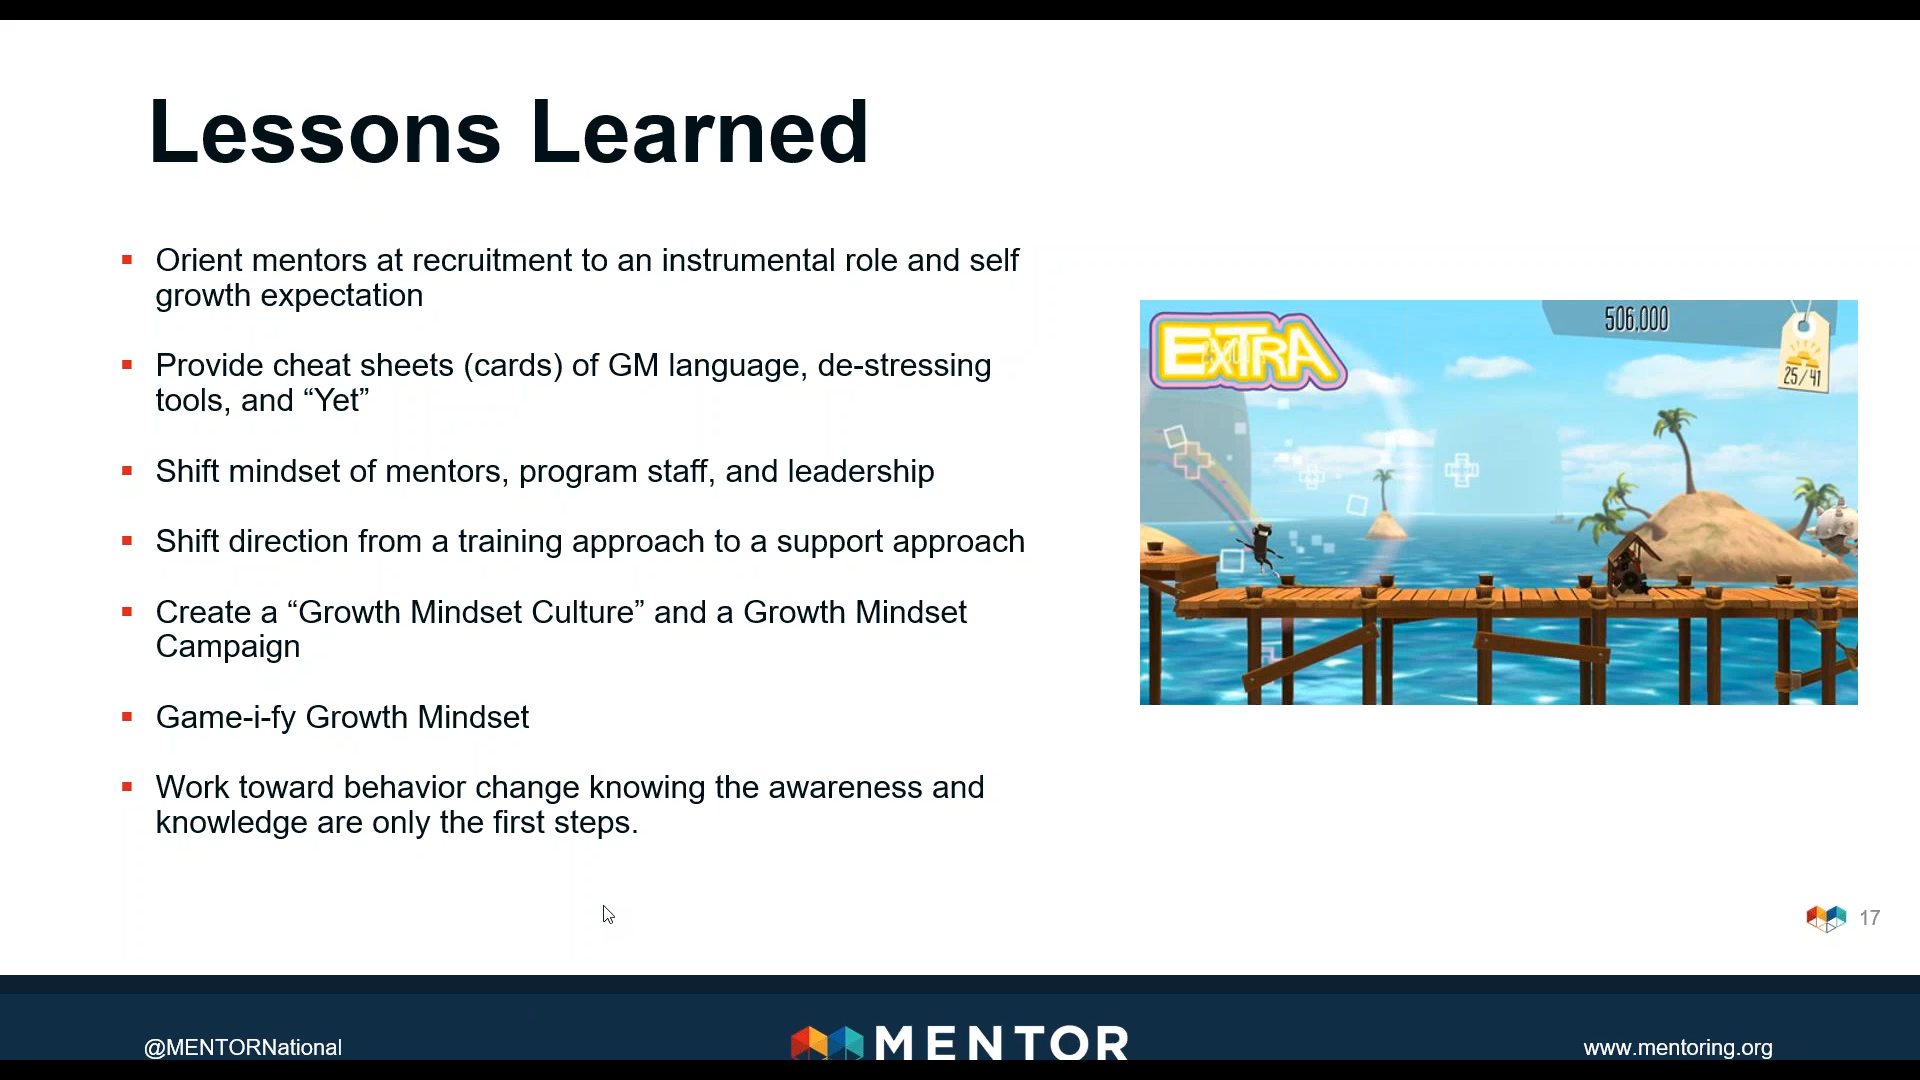 Lessons Learned
Orient mentors at recruitment to an instrumental role and self
growth expectation
Provide cheat sheets (cards) of GM language, de-stressing
tools, and “Yet”
Shift mindset of mentors, program staff, and leadership
Shift direction from a training approach to a support approach
Create a “Growth Mindset Culture” and a Growth Mindset
Campaign
Game-i-fy Growth Mindset
Work toward behavior change knowing the awareness and
knowledge are only the first steps.
EXTRA
506,000
25/41
17
@MENTORNational
MENTOR
www.mentoring.org